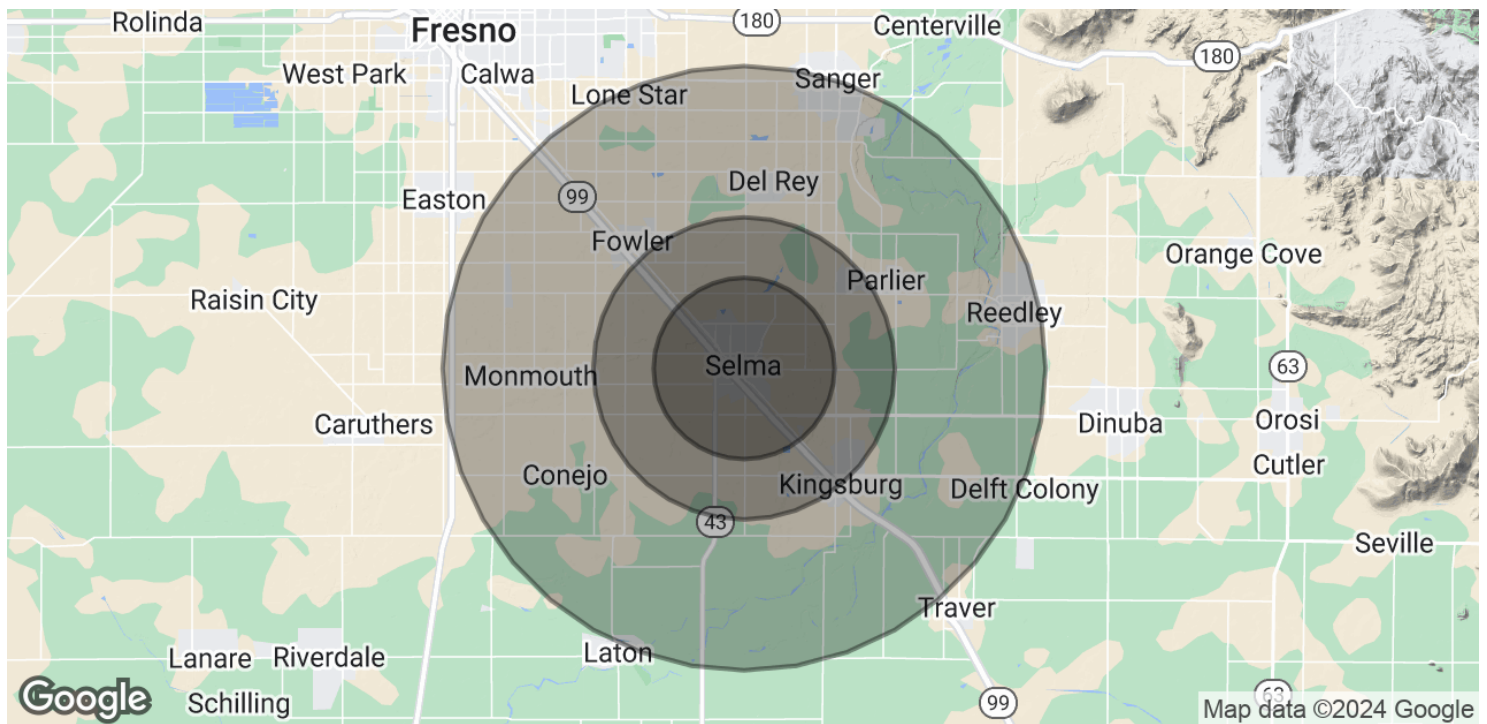 Rolinda
Fresno
180
Centerville
180
West Park
Calwa
Sanger
Lone Star
Del Rey
99
Easton
Fowler
Orange Cove
Parlier
Raisin City
Reedley
Selma
63
Monmouth
Caruthers
Dinuba
Orosi
Cutler
Conejo
Kingsburg
Delft Colony
43
Seville
Traver
Laton
Lanare
Riverdale
Schilling
99
63
Google
Map data ©2024 Google